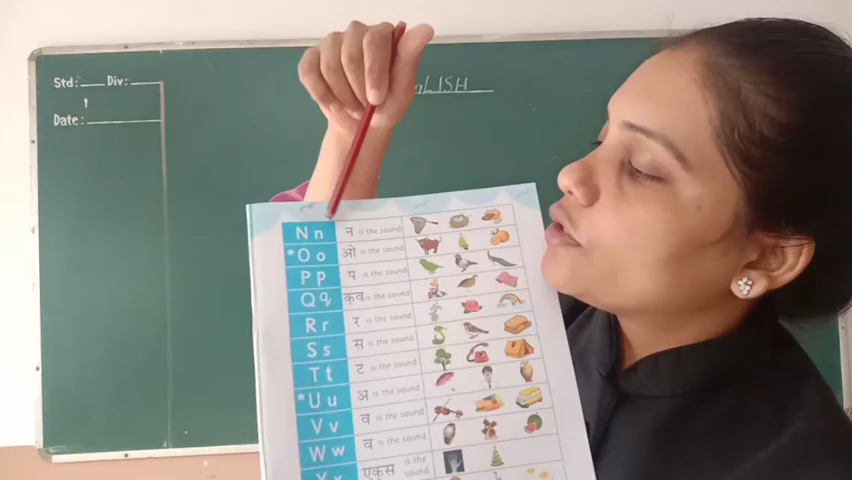 Std: Div:
Date:
ENGLISH
Nn न is the sound
*Oo ओ is the sound
Pp प is the sound
Qq क्व is the sound
Rr र is the sound
Ss स is the sound
Tt ट is the sound
*Uu अ is the sound
Vv व is the sound
Ww व is the sound
एक्स is the sound